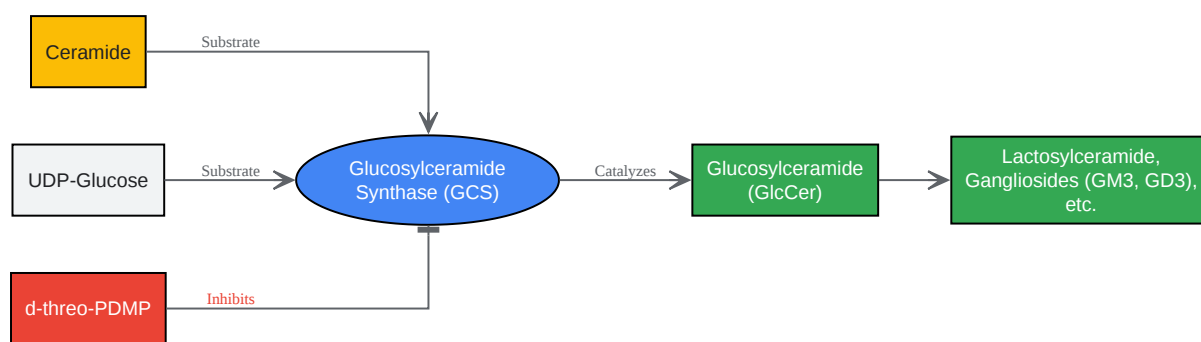 Ceramide
Substrate
UDP-Glucose
Substrate
Glucosylceramide
Synthase (GCS)
Catalyzes
Glucosylceramide
(GlcCer)
Lactosylceramide,
Gangliosides (GM3, GD3),
etc.
d-threo-PDMP
Inhibits